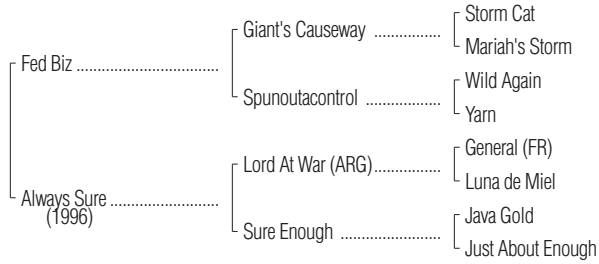 Storm Cat
Giant's Causeway ..................
Mariah's Storm
Fed Biz ................................
Wild Again
Spunoutacontrol .................
Yarn
General (FR)
Lord At War (ARG)...............
Luna de Miel
Always Sure ........................
(1996)
Java Gold
Sure Enough ......................
Just About Enough